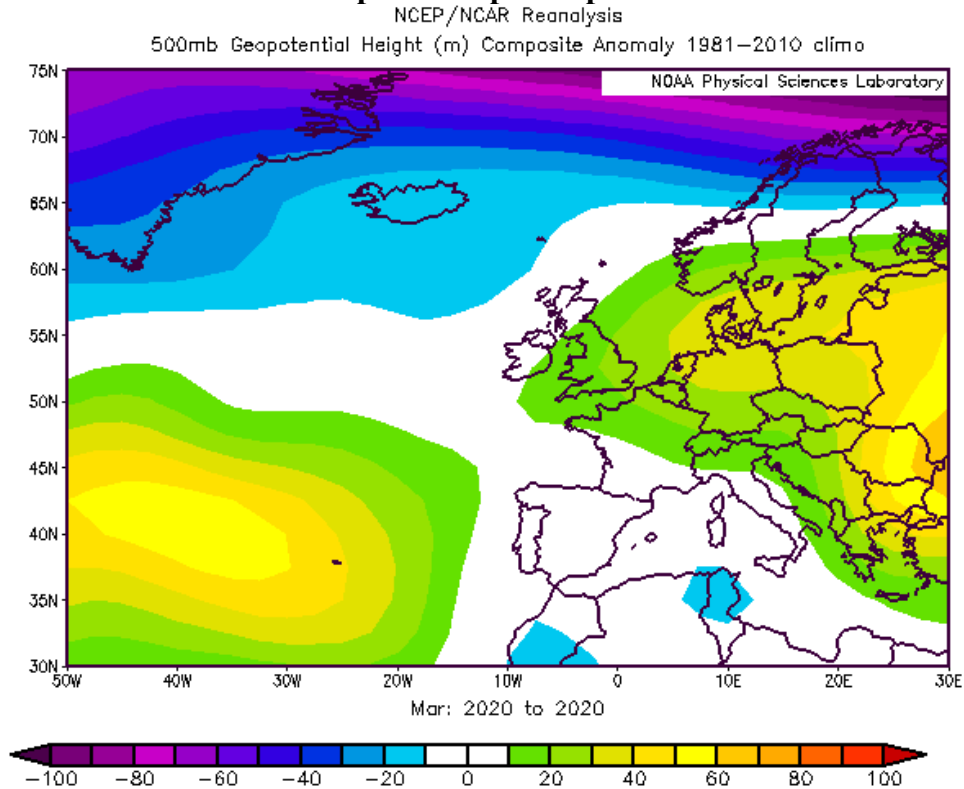 NCEP/NCAR Reanalysis
500mb Geopotential Height (m) Composite Anomaly 1981−2010 climo
NOAA Physical Sciences Laboratory
75N
70N
65N
60N
55N
50N
45N
40N
35N
30N
50W 40W 30W 20W 10W 0 10E 20E 30E
Mar: 2020 to 2020
−100 −80 −60 −40 −20 0 20 40 60 80 100